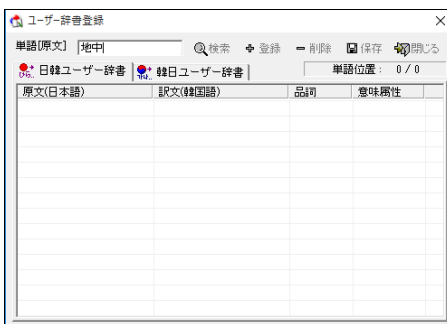 ユーザー辞書登録
単語[原文] 地中 検索 登録 削除 保存 閉じる
日韓ユーザー辞書 韓日ユーザー辞書 単語位置： 0 / 0
原文(日本語) 訳文(韓国語) 品詞 意味属性